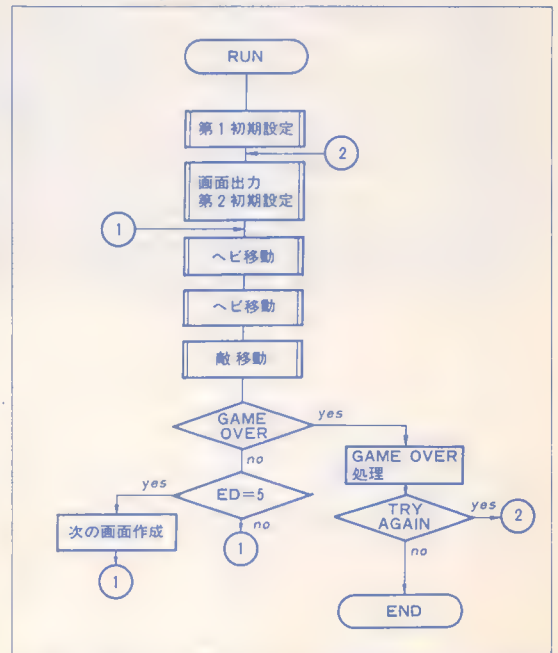 RUN
第1初期設定
2
画面出力
第2初期設定
1
ヘビ移動
ヘビ移動
敵移動
GAME
OVER
yes
no
GAME OVER
処理
ED=5
yes
no
TRY
AGAIN
yes
2
no
次の画面作成
1
1
END